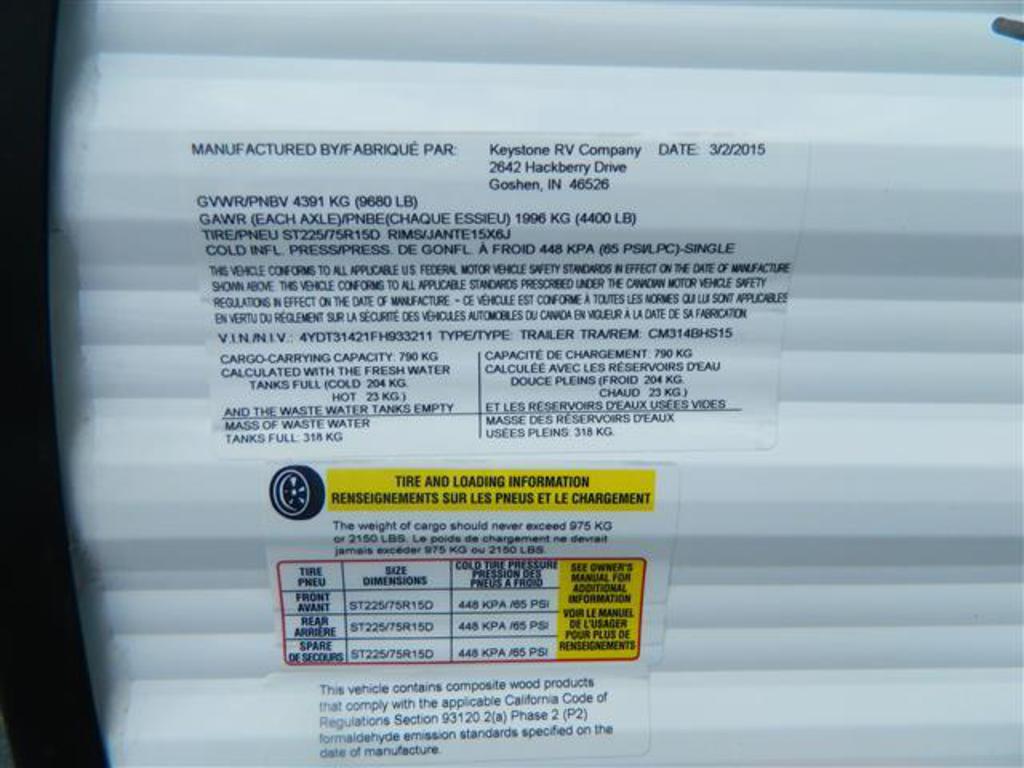 MANUFACTURED BY/FABRIQUÉ PAR: Keystone RV Company DATE: 3/2/2015
2642 Hackberry Drive
Goshen, IN 46526
GVWR/PNBV 4391 KG (9680 LB)
GAWR (EACH AXLE)/PNBE(CHAQUE ESSIEU) 1996 KG (4400 LB)
TIRE/PNEU ST225/75R15D RIMS/JANTE15X6J
COLD INFL. PRESS/PRESS. DE GONFL. À FROID 448 KPA (65 PSI/LPC)-SINGLE
THIS VEHICLE CONFORMS TO ALL APPLICABLE U.S. FEDERAL MOTOR VEHICLE SAFETY STANDARDS IN EFFECT ON THE DATE OF MANUFACTURE
SHOWN ABOVE. THIS VEHICLE CONFORMS TO ALL APPLICABLE STANDARDS PRESCRIBED UNDER THE CANADIAN MOTOR VEHICLE SAFETY
REGULATIONS IN EFFECT ON THE DATE OF MANUFACTURE. - CE VÉHICULE EST CONFORME À TOUTES LES NORMES QUI LUI SONT APPLICABLES
EN VERTU DU RÉGLEMENT SUR LA SÉCURITÉ DES VÉHICULES AUTOMOBILES DU CANADA EN VIGUEUR À LA DATE DE SA FABRICATION.
V.I.N./N.I.V.: 4YDT31421FH933211 TYPE/TYPE: TRAILER TRA/REM: CM314BHS15
CARGO-CARRYING CAPACITY: 790 KG
CALCULATED WITH THE FRESH WATER
TANKS FULL (COLD 204 KG.
HOT 23 KG.)
AND THE WASTE WATER TANKS EMPTY
MASS OF WASTE WATER
TANKS FULL: 318 KG
CAPACITÉ DE CHARGEMENT: 790 KG
CALCULÉE AVEC LES RÉSERVOIRS D'EAU
DOUCE PLEINS (FROID 204 KG.
CHAUD 23 KG.)
ET LES RÉSERVOIRS D'EAUX USÉES VIDES
MASSE DES RÉSERVOIRS D'EAUX
USÉES PLEINS: 318 KG.
TIRE AND LOADING INFORMATION
RENSEIGNEMENTS SUR LES PNEUS ET LE CHARGEMENT
The weight of cargo should never exceed 975 KG
or 2150 LBS. Le poids de chargement ne devrait
jamais excéder 975 KG ou 2150 LBS.
TIRE PNEU SIZE DIMENSIONS COLD TIRE PRESSURE PRESSION DES PNEUS A FROID
FRONT AVANT ST225/75R15D 448 KPA /65 PSI
REAR ARRIÈRE ST225/75R15D 448 KPA /65 PSI
SPARE DE SECOURS ST225/75R15D 448 KPA /65 PSI
SEE OWNER'S
MANUAL FOR
ADDITIONAL
INFORMATION
VOIR LE MANUEL
DE L'USAGER
POUR PLUS DE
RENSEIGNEMENTS
This vehicle contains composite wood products
that comply with the applicable California Code of
Regulations Section 93120.2(a) Phase 2 (P2)
formaldehyde emission standards specified on the
date of manufacture.